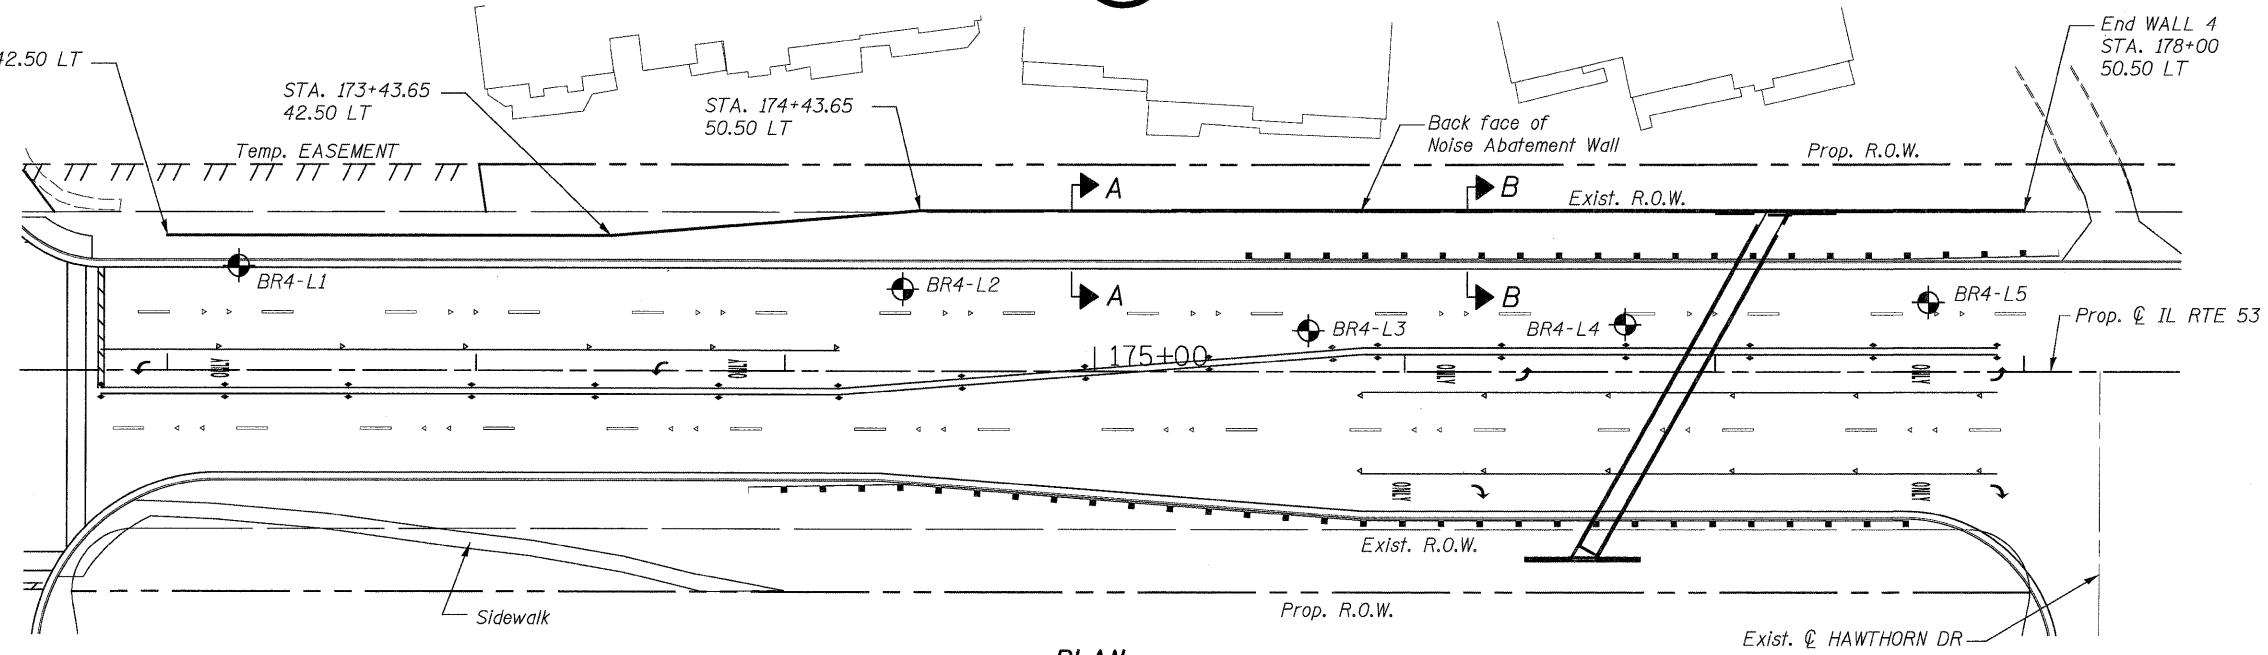 42.50 LT
STA. 173+43.65
42.50 LT
STA. 174+43.65
50.50 LT
End WALL 4
STA. 178+00
50.50 LT
Back face of
Noise Abatement Wall
Temp. EASEMENT
Prop. R.O.W.
A
B
Exist. R.O.W.
BR4-L1
BR4-L2
A
B
BR4-L3
BR4-L4
BR4-L5
Prop. ℄ IL RTE 53
175+00
ONLY
ONLY
ONLY
ONLY
ONLY
ONLY
Exist. R.O.W.
Sidewalk
Prop. R.O.W.
Exist. ℄ HAWTHORN DR
PLAN